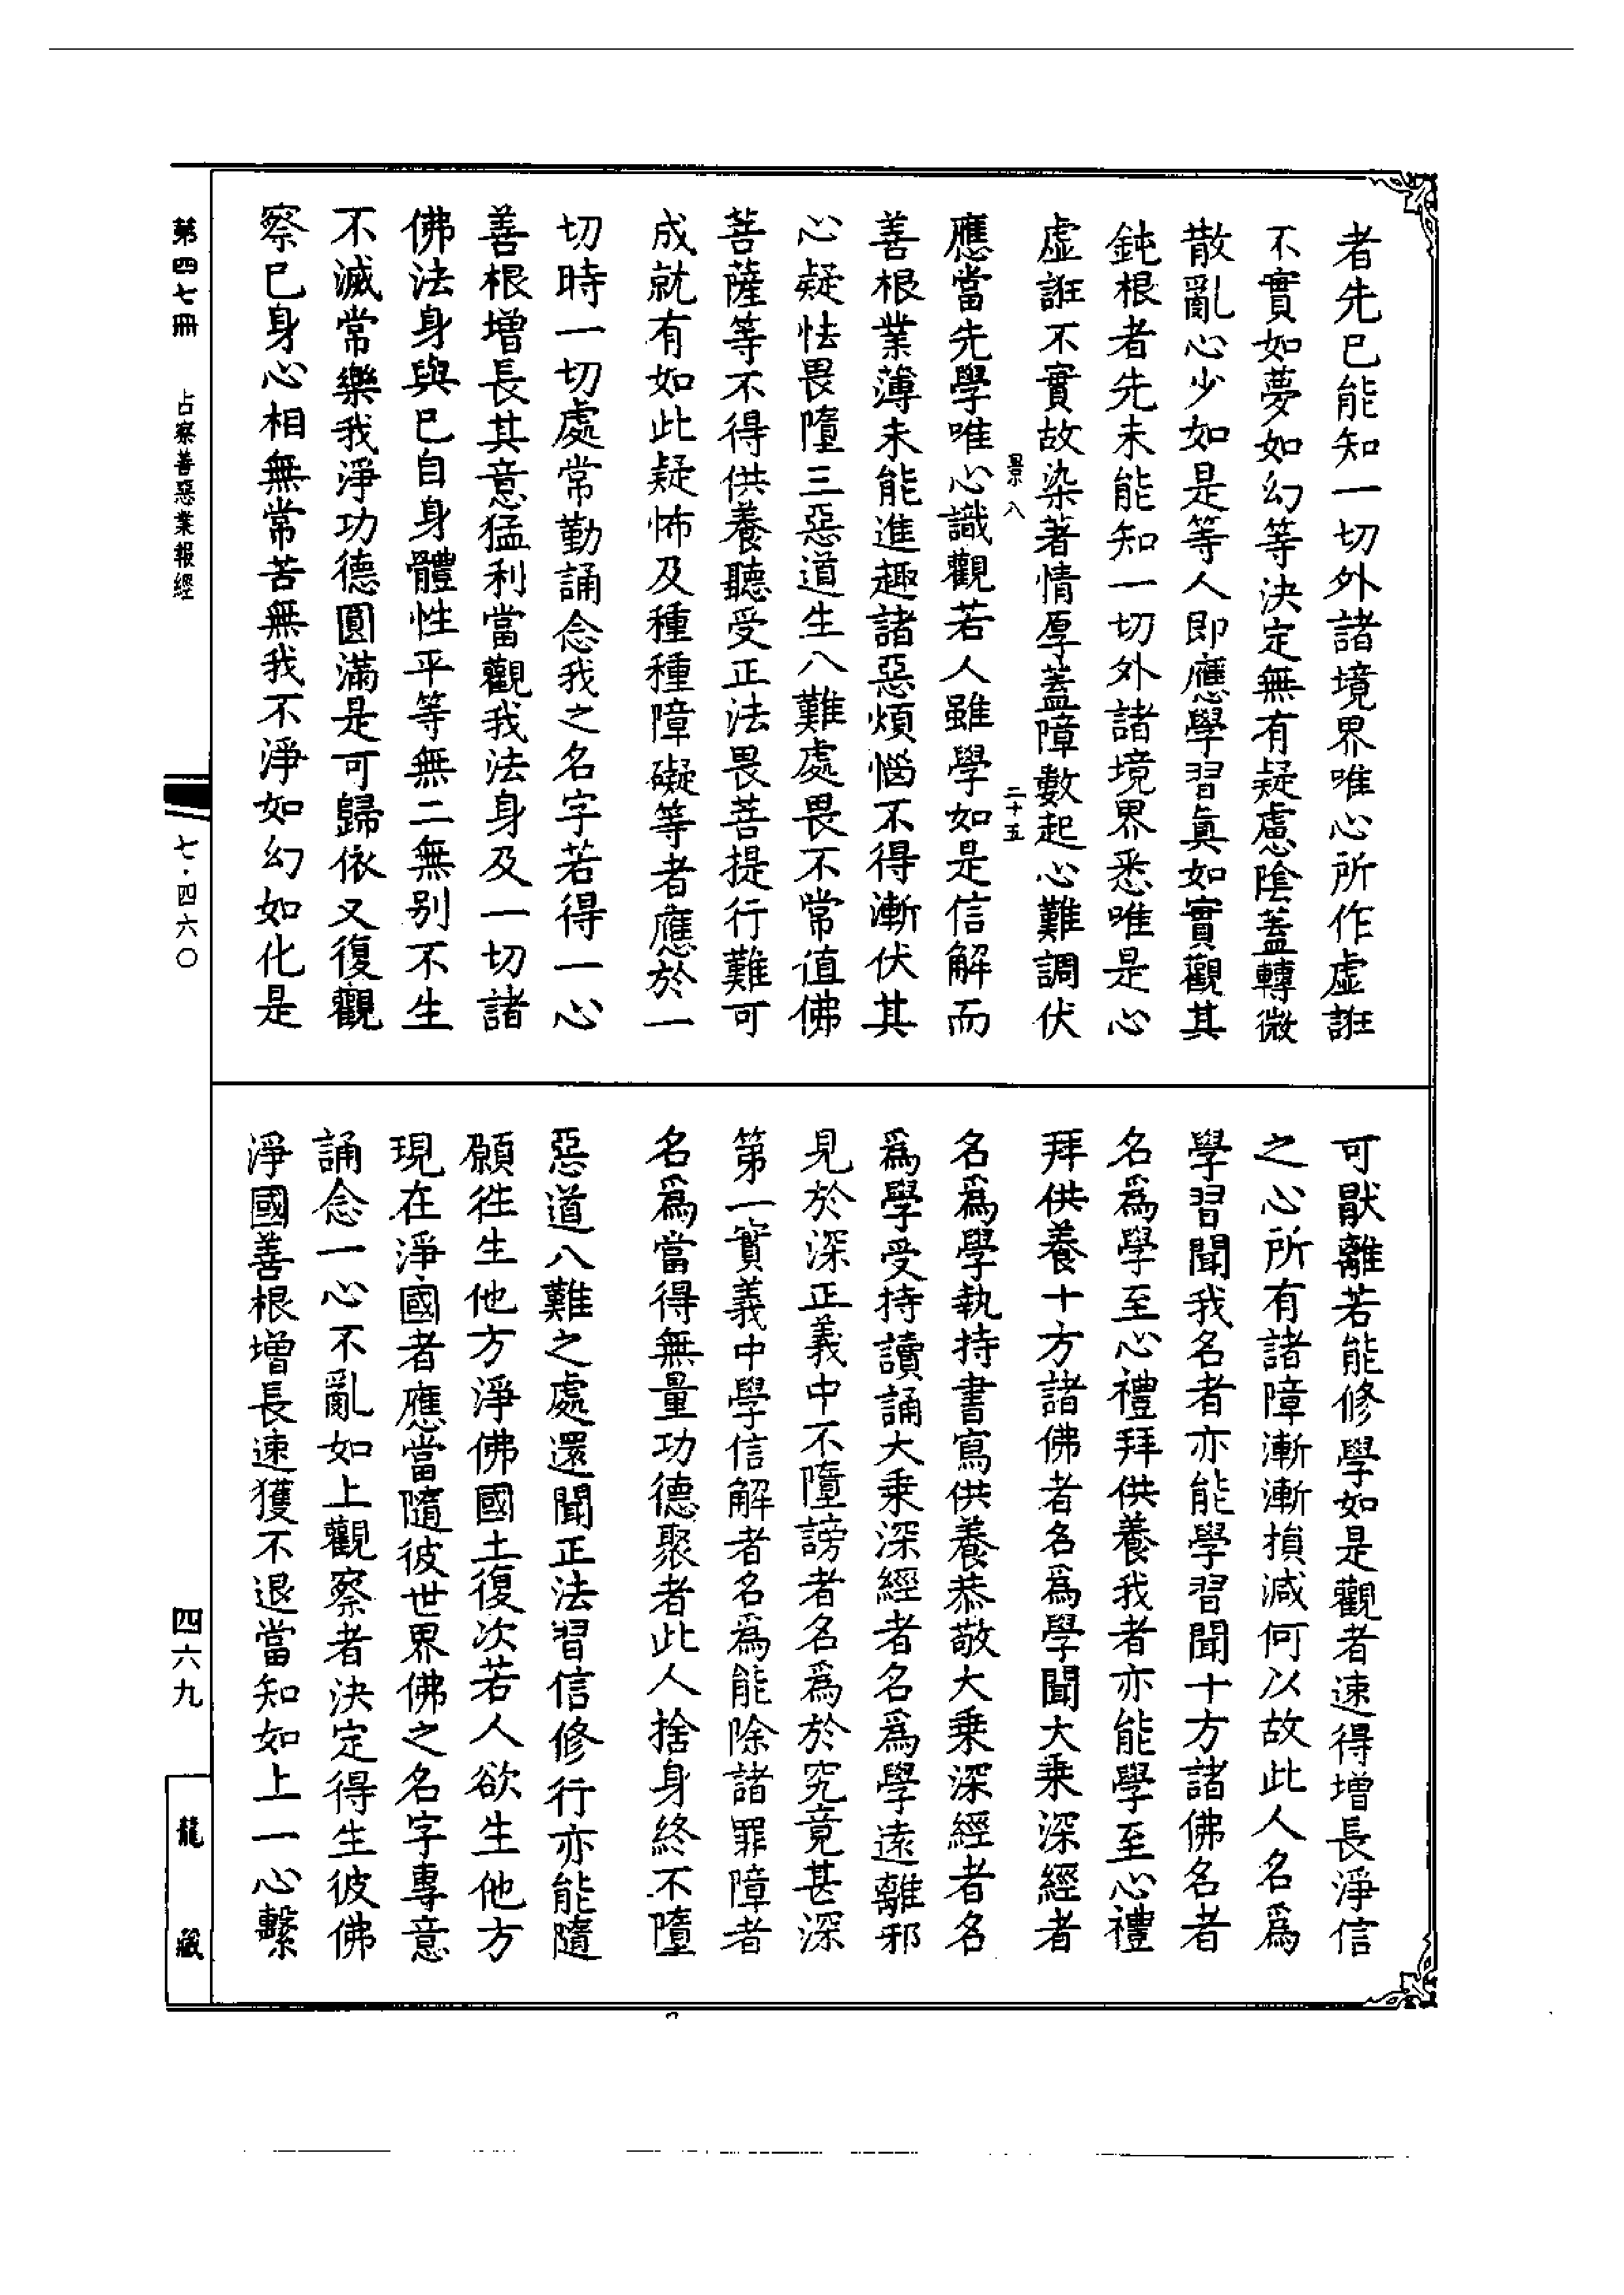 者先已能知一切外諸境界唯心所作虛誑
不實如夢如幻等決定無有疑慮陰蓋轉微
散亂心少如是等人即應學習眞如實觀其
鈍根者先未能知一切外諸境界悉唯是心
虛誑不實故染著情厚蓋障數起心難調伏
景八 二十五
應當先學唯心識觀若人雖學如是信解而
善根業薄未能進趣諸惡煩惱不得漸伏其
心疑怯畏墮三惡道生八難處畏不常值佛
菩薩等不得供養聽受正法畏菩提行難可
成就有如此疑怖及種種障礙等者應於一
切時一切處常勤誦念我之名字若得一心
善根增長其意猛利當觀我法身及一切諸
佛法身與已自身體性平等無二無別不生
不滅常樂我淨功德圓滿是可歸依又復觀
察已身心相無常苦無我不淨如幻如化是
可猒離若能修學如是觀者速得增長淨信
之心所有諸障漸漸損減何以故此人名爲
學習聞我名者亦能學習聞十方諸佛名者
名爲學至心禮拜供養我者亦能學至心禮
拜供養十方諸佛者名爲學聞大乘深經者
名爲學執持書寫供養恭敬大乘深經者名
爲學受持讀誦大乘深經者名爲學遠離邪
見於深正義中不墮謗者名爲於究竟甚深
第一實義中學信解者名爲能除諸罪障者
名爲當得無量功德聚者此人捨身終不墮
惡道八難之處還聞正法習信修行亦能隨
願往生他方淨佛國土復次若人欲生他方
現在淨國者應當隨彼世界佛之名字專意
誦念一心不亂如上觀察者決定得生彼佛
淨國善根增長速獲不退當知如上一心繫
第四七冊 占察善惡業報經
七·四六〇
四六九
龍藏